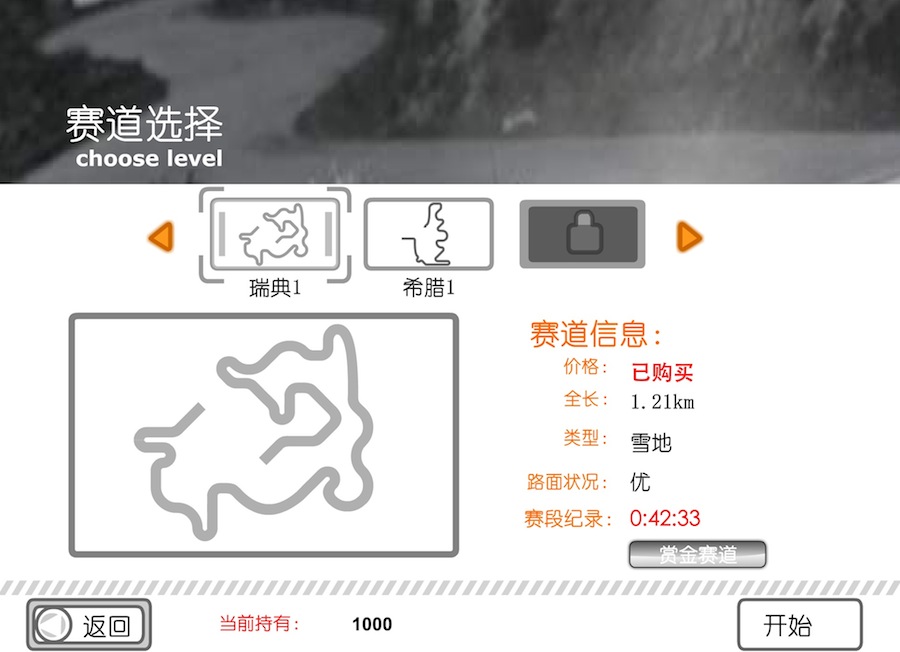 赛道选择
choose level
瑞典1
希腊1
赛道信息：
价格： 已购买
全长： 1.21km
类型： 雪地
路面状况： 优
赛段纪录： 0:42:33
赏金赛道
返回
当前持有： 1000
开始